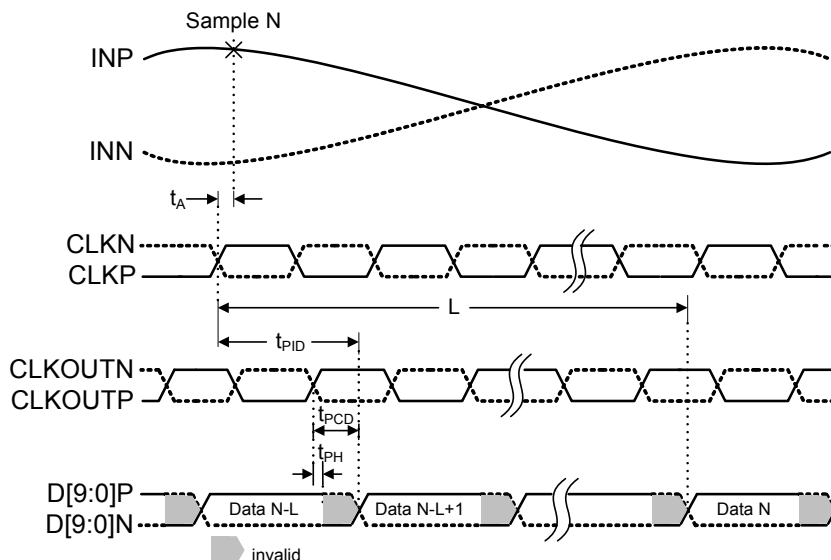 Sample N
INP
INN
tA
CLKN
CLKP
L
tPID
CLKOUTN
CLKOUTP
tPCD
tPH
D[9:0]P
D[9:0]N
Data N-L
Data N-L+1
Data N
invalid